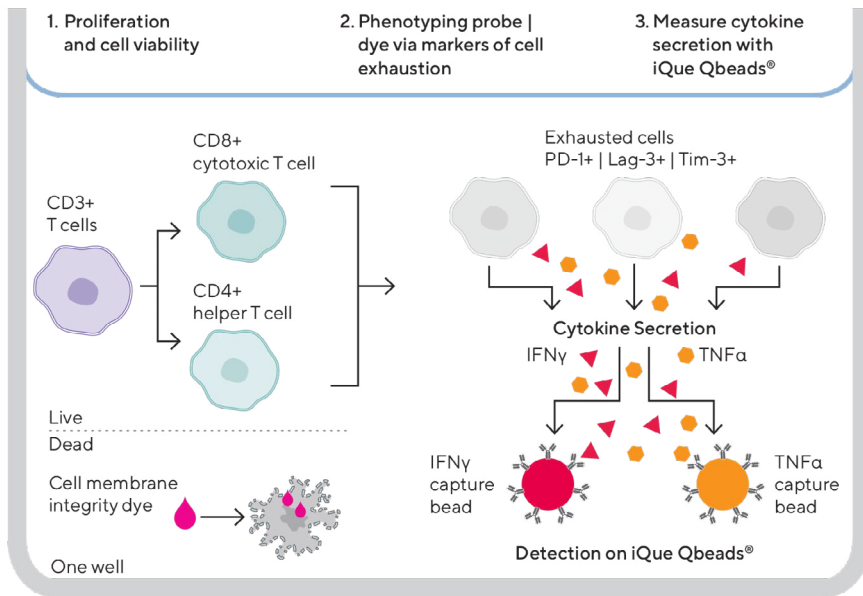 1. Proliferation
and cell viability
2. Phenotyping probe |
dye via markers of cell
exhaustion
3. Measure cytokine
secretion with
iQue Qbeads®
CD3+
T cells
CD8+
cytotoxic T cell
CD4+
helper T cell
Live
Dead
Cell membrane
integrity dye
One well
Exhausted cells
PD-1+ | Lag-3+ | Tim-3+
Cytokine Secretion
IFNγ
TNFα
IFNγ
capture
bead
TNFα
capture
bead
Detection on iQue Qbeads®